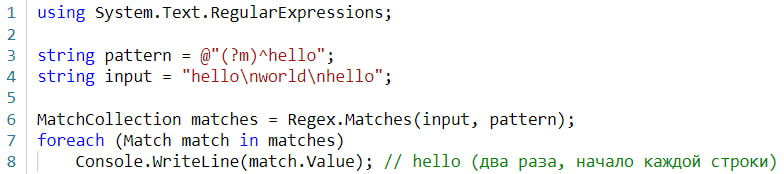 1 using System.Text.RegularExpressions;
2
3 string pattern = @"(?m)^hello";
4 string input = "hello\nworld\nhello";
5
6 MatchCollection matches = Regex.Matches(input, pattern);
7 foreach (Match match in matches)
8     Console.WriteLine(match.Value); // hello (два раза, начало каждой строки)